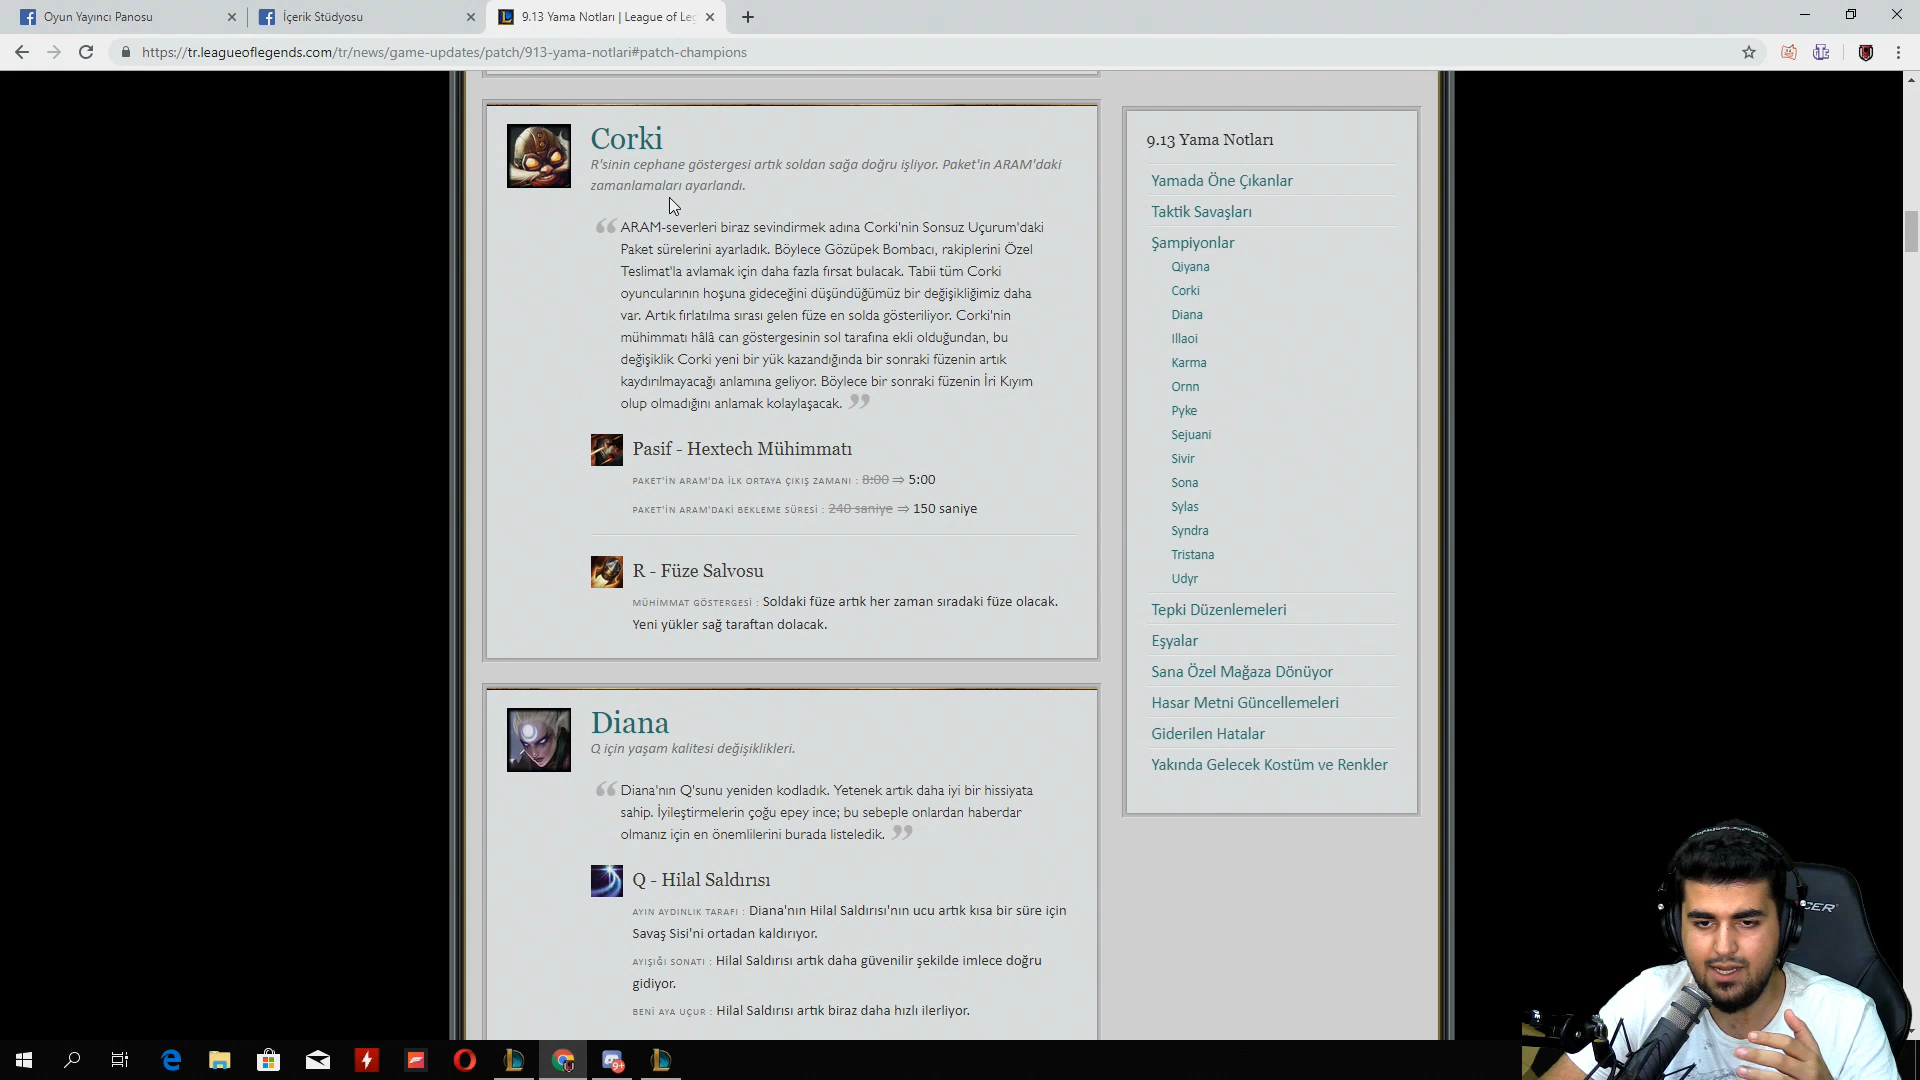 Oyun Yayıncı Panosu
İçerik Stüdyosu
9.13 Yama Notları | League of Le
https://tr.leagueoflegends.com/tr/news/game-updates/patch/913-yama-notlari#patch-champions
Corki
R'sinin cephane göstergesi artık soldan sağa doğru işliyor. Paket'in ARAM'daki
zamanlamaları ayarlandı.
ARAM-severleri biraz sevindirmek adına Corki'nin Sonsuz Uçurum'daki
Paket sürelerini ayarladık. Böylece Gözüpek Bombacı, rakiplerini Özel
Teslimat'la avlamak için daha fazla fırsat bulacak. Tabii tüm Corki
oyuncularının hoşuna gideceğini düşündüğümüz bir değişikliğimiz daha
var. Artık fırlatılma sırası gelen füze en solda gösteriliyor. Corki'nin
mühimmatı hâlâ can göstergesinin sol tarafına ekli olduğundan, bu
değişiklik Corki yeni bir yük kazandığında bir sonraki füzenin artık
kaydırılmayacağı anlamına geliyor. Böylece bir sonraki füzenin İri Kıyım
olup olmadığını anlamak kolaylaşacak.
Pasif - Hextech Mühimmatı
PAKET'İN ARAM'DA İLK ORTAYA ÇIKIŞ ZAMANI : 8:00 ⇒ 5:00
PAKET'İN ARAM'DAKİ BEKLEME SÜRESİ : 240 saniye ⇒ 150 saniye
R - Füze Salvosu
MÜHİMMAT GÖSTERGESİ : Soldaki füze artık her zaman sıradaki füze olacak.
Yeni yükler sağ taraftan dolacak.
Diana
Q için yaşam kalitesi değişiklikleri.
Diana'nın Q'sunu yeniden kodladık. Yetenek artık daha iyi bir hissiyata
sahip. İyileştirmelerin çoğu epey ince; bu sebeple onlardan haberdar
olmanız için en önemlilerini burada listeledik.
Q - Hilal Saldırısı
AYIN AYDINLIK TARAFI : Diana'nın Hilal Saldırısı'nın ucu artık kısa bir süre için
Savaş Sisi'ni ortadan kaldırıyor.
AYIŞIĞI SONATI : Hilal Saldırısı artık daha güvenilir şekilde imlece doğru
gidiyor.
BENİ AYA UÇUR : Hilal Saldırısı artık biraz daha hızlı ilerliyor.
9.13 Yama Notları
Yamada Öne Çıkanlar
Taktik Savaşları
Şampiyonlar
Qiyana
Corki
Diana
Illaoi
Karma
Ornn
Pyke
Sejuani
Sivir
Sona
Sylas
Syndra
Tristana
Udyr
Tepki Düzenlemeleri
Eşyalar
Sana Özel Mağaza Dönüyor
Hasar Metni Güncellemeleri
Giderilen Hatalar
Yakında Gelecek Kostüm ve Renkler
9+